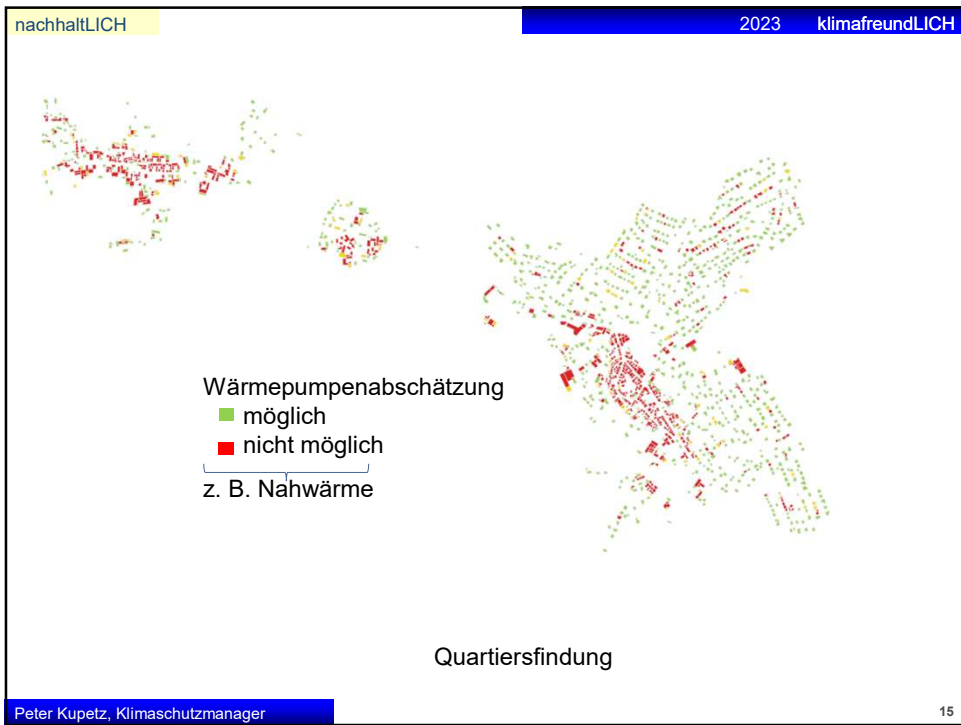 nachhaltLICH
2023 klimafreundLICH
Wärmepumpenabschätzung
möglich
nicht möglich
z. B. Nahwärme
Quartiersfindung
Peter Kupetz, Klimaschutzmanager
15